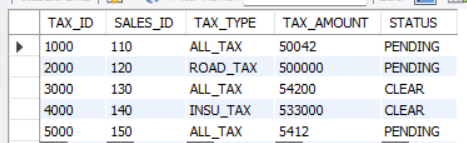 TAX_ID SALES_ID TAX_TYPE TAX_AMOUNT STATUS
1000 110 ALL_TAX 50042 PENDING
2000 120 ROAD_TAX 500000 PENDING
3000 130 ALL_TAX 54200 CLEAR
4000 140 INSU_TAX 533000 CLEAR
5000 150 ALL_TAX 5412 PENDING